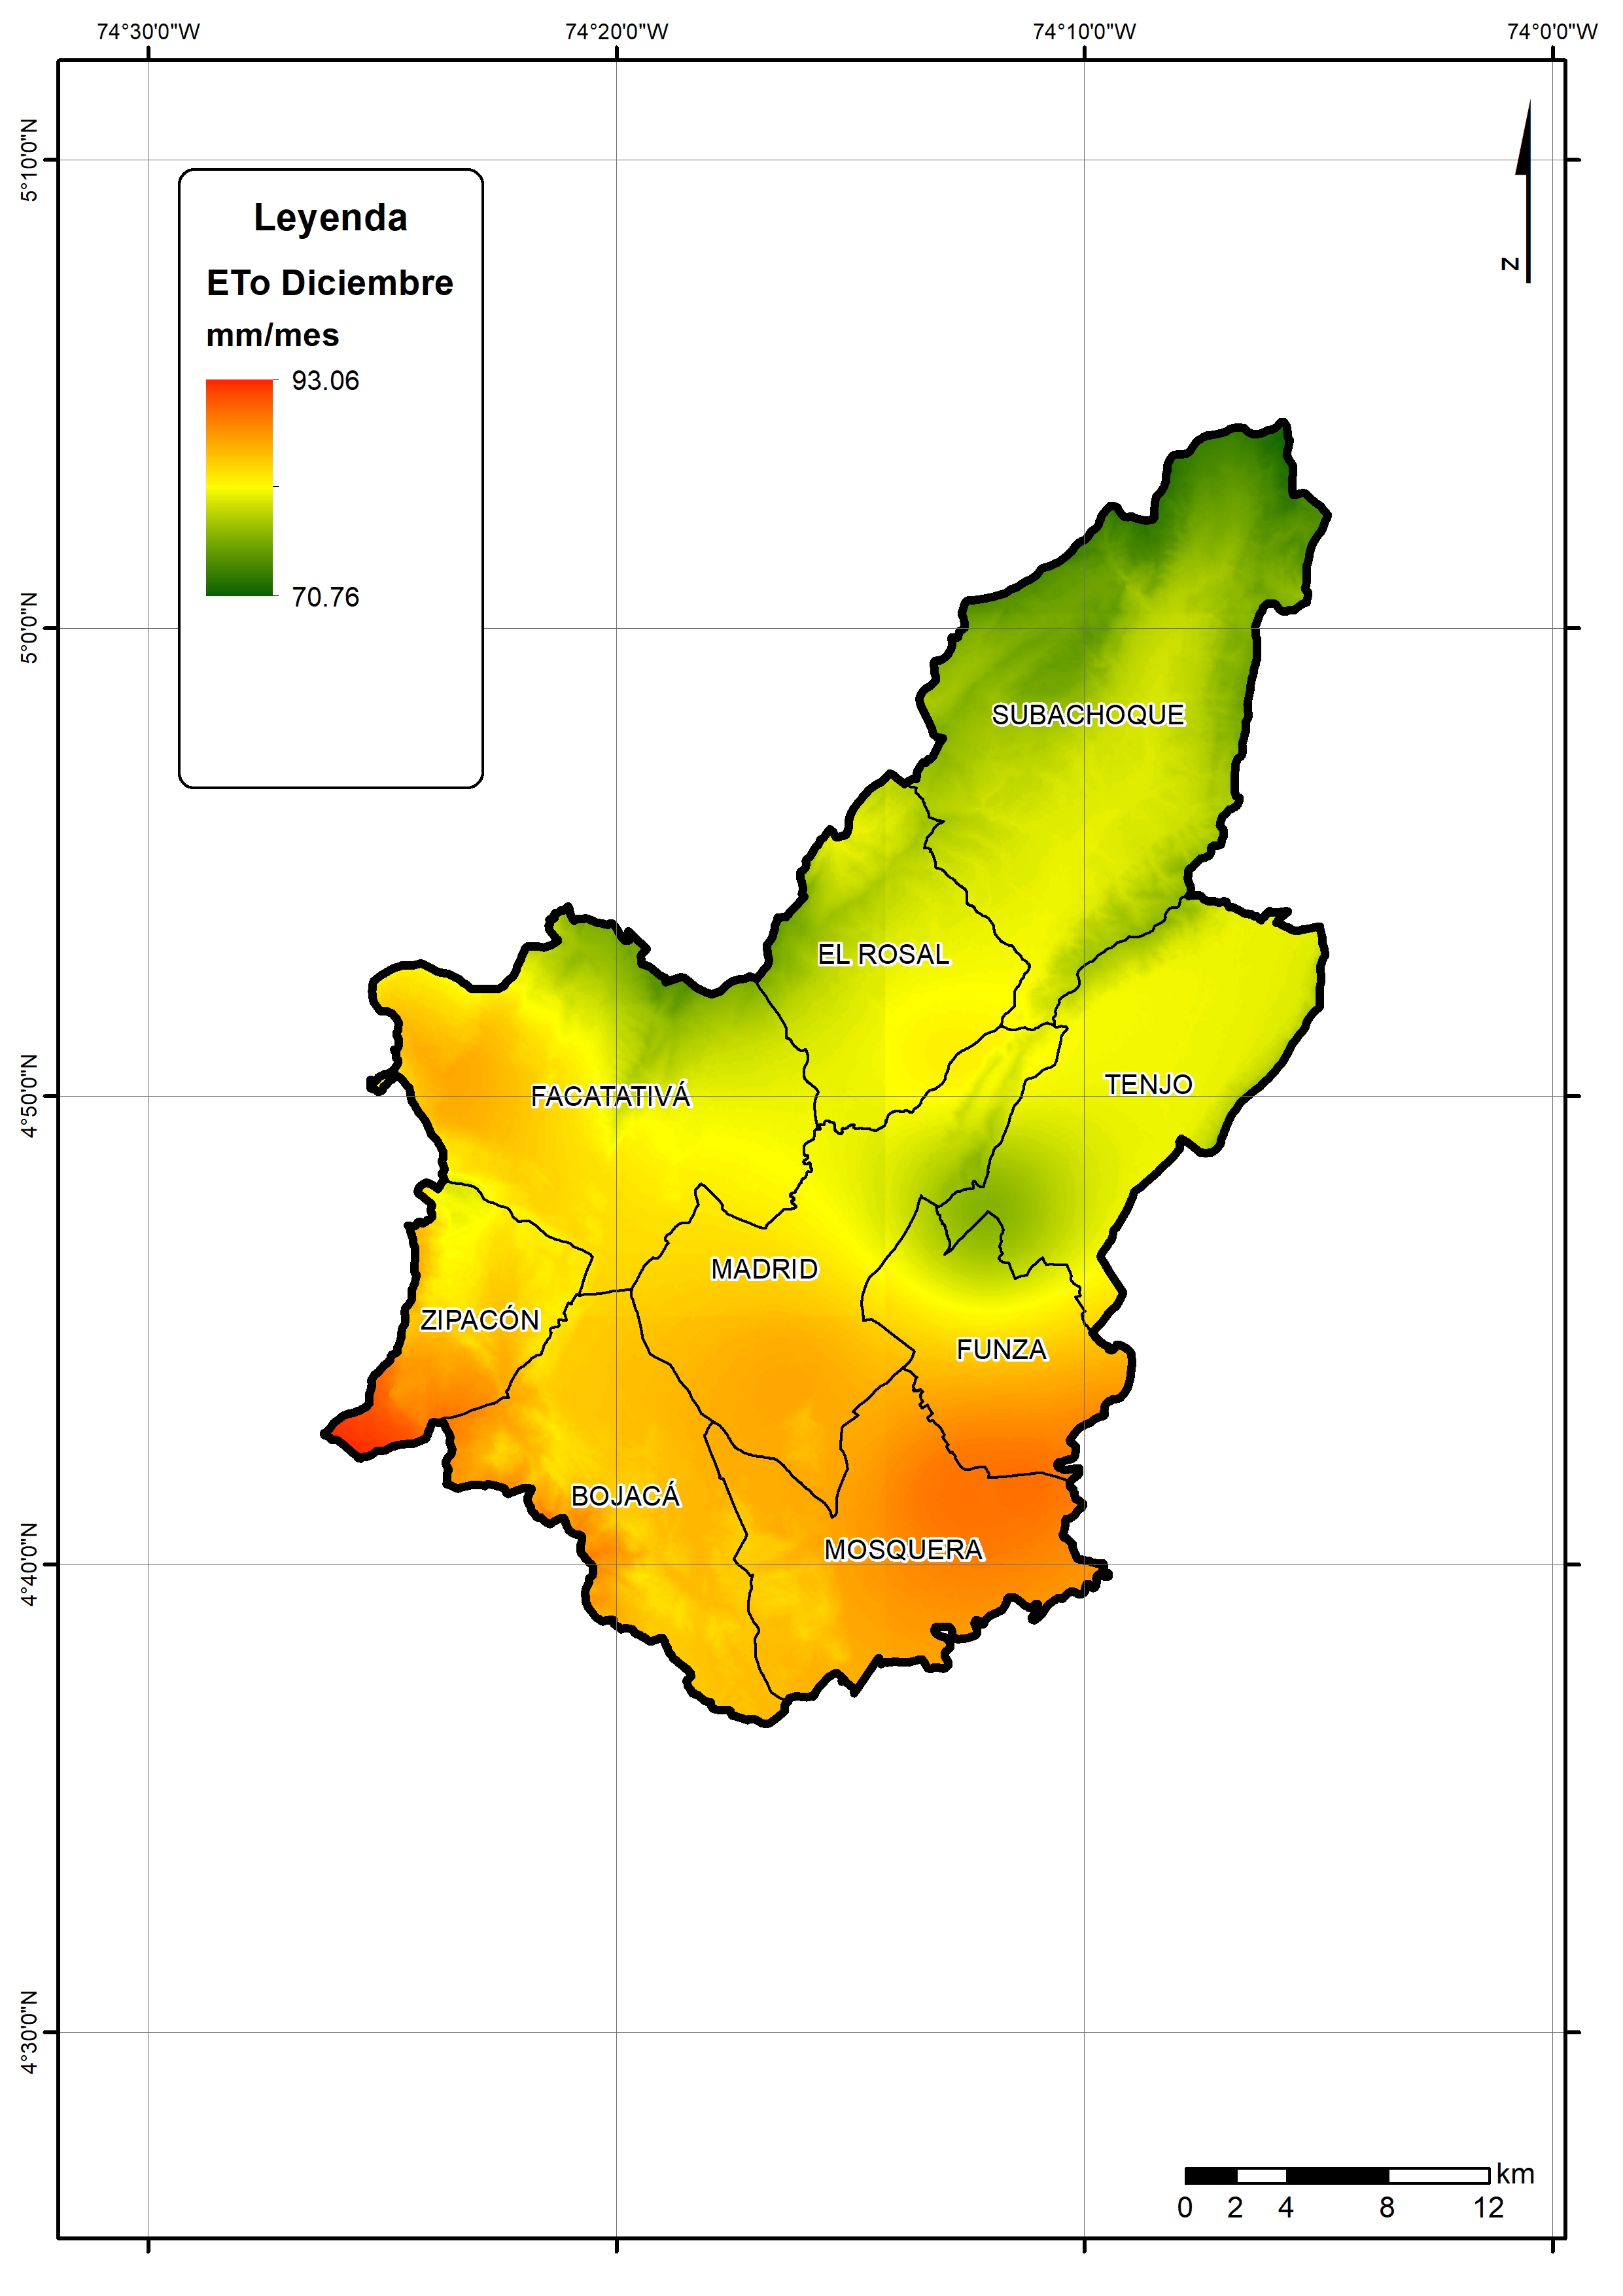 74°30'0"W 74°20'0"W 74°10'0"W 74°0'0"W
5°10'0"N
5°0'0"N
4°50'0"N
4°40'0"N
4°30'0"N
N
Leyenda
ETo Diciembre
mm/mes
93.06
70.76
SUBACHOQUE
EL ROSAL
TENJO
FACATATIVÁ
MADRID
ZIPACÓN
FUNZA
BOJACÁ
MOSQUERA
km
0 2 4 8 12